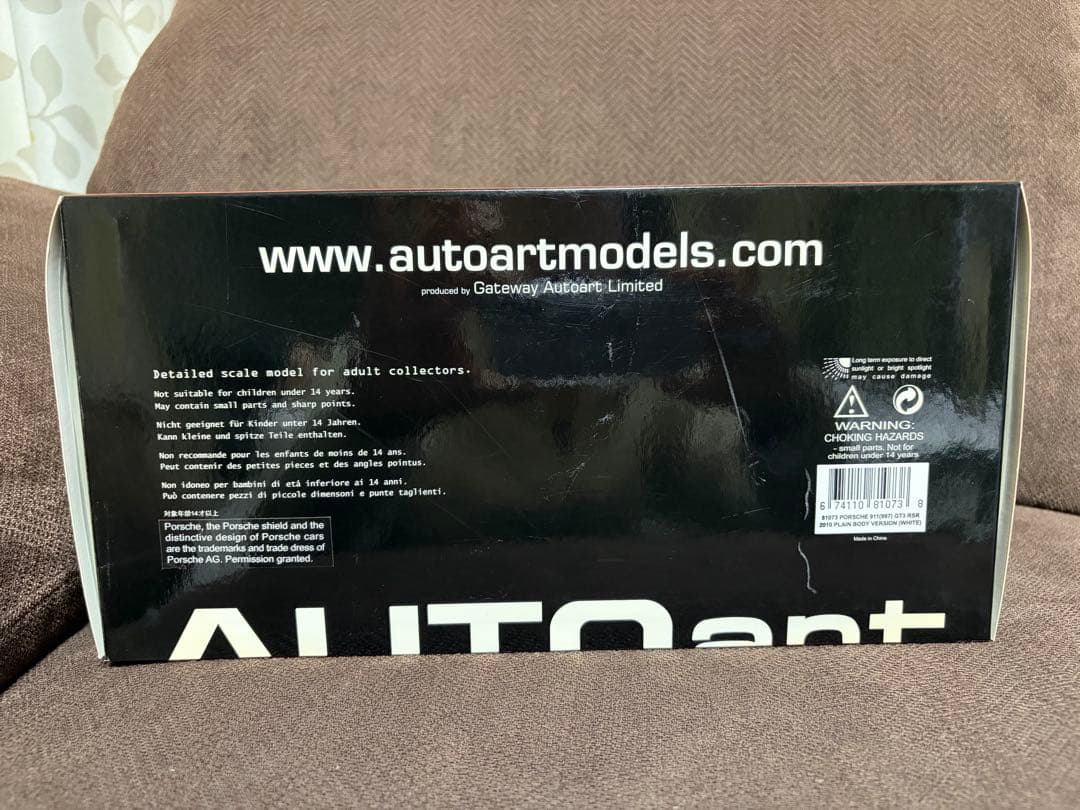 www.autoartmodels.com
produced by Gateway Autoart Limited
Detailed scale model for adult collectors.
Not suitable for children under 14 years.
May contain small parts and sharp points.
Nicht geeignet für Kinder unter 14 Jahren.
Kann kleine und spitze Teile enthalten.
Non recommande pour les enfants de moins de 14 ans.
Peut contenir des petites pieces et des angles pointus.
Non idoneo per bambini di etá inferiore ai 14 anni.
Può contenere pezzi di piccole dimensoni e punte taglienti.
対象年齢14才以上
Porsche, the Porsche shield and the
distinctive design of Porsche cars
are the trademarks and trade dress of
Porsche AG. Permission granted.
Long term exposure to direct
sunlight or bright spotlight
may cause damage
WARNING:
CHOKING HAZARDS
- small parts. Not for
children under 14 years
6 74110 81073 8
81073 PORSCHE 911(997) GT3 RSR
2010 PLAIN BODY VERSION (WHITE)
Made in China
AUTOart